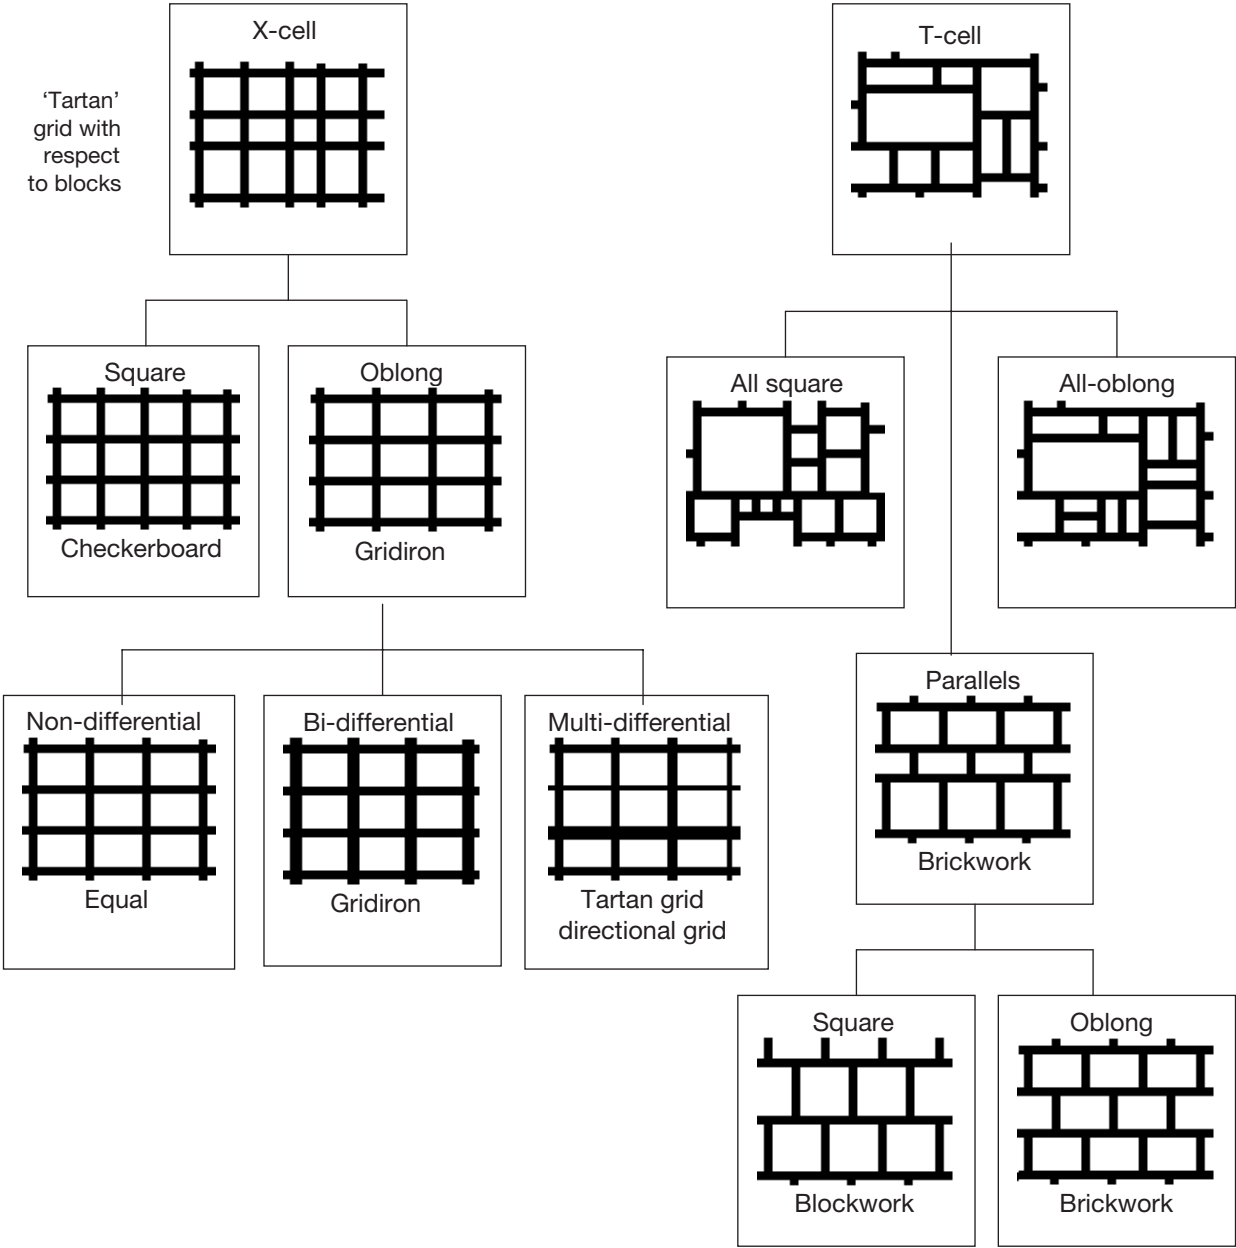 X-cell
‘Tartan’
grid with
respect
to blocks
T-cell
Square
Checkerboard
Oblong
Gridiron
All square
All-oblong
Non-differential
Equal
Bi-differential
Gridiron
Multi-differential
Tartan grid
directional grid
Parallels
Brickwork
Square
Blockwork
Oblong
Brickwork